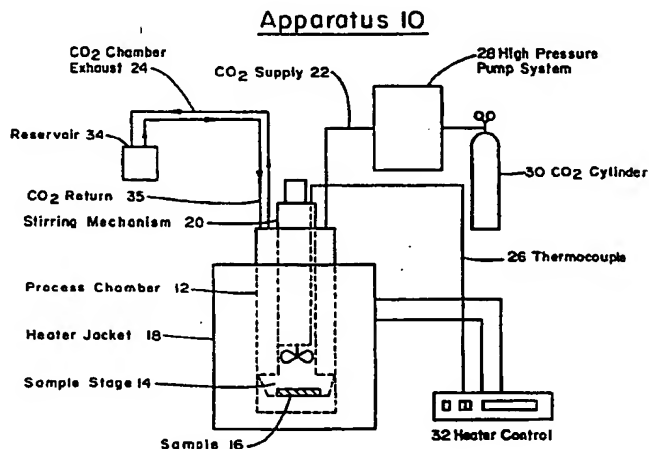 Apparatus 10
CO2 Chamber
Exhaust 24
CO2 Supply 22
28 High Pressure
Pump System
Reservoir 34
30 CO2 Cylinder
CO2 Return 35
Stirring Mechanism 20
26 Thermocouple
Process Chamber 12
Heater Jacket 18
Sample Stage 14
Sample 16
32 Heater Control